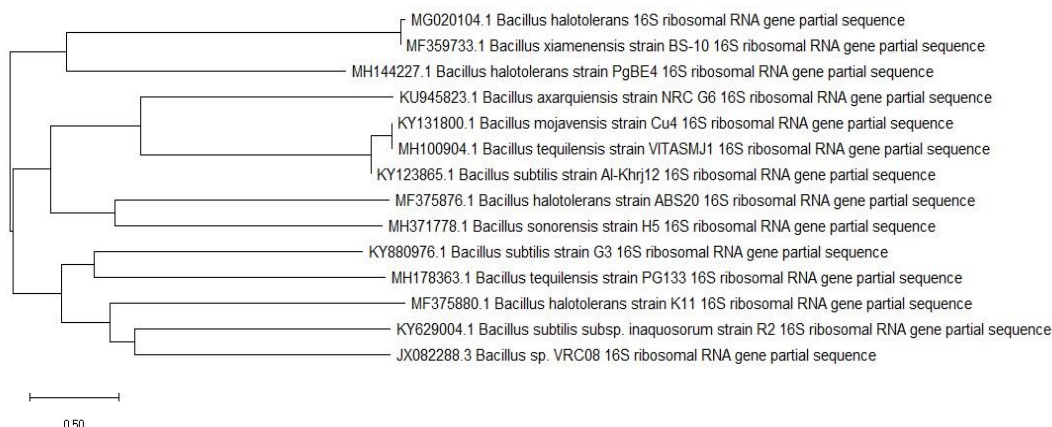 MG020104.1 Bacillus halotolerans 16S ribosomal RNA gene partial sequence
MF359733.1 Bacillus xiamenensis strain BS-10 16S ribosomal RNA gene partial sequence
MH144227.1 Bacillus halotolerans strain PgBE4 16S ribosomal RNA gene partial sequence
KU945823.1 Bacillus axarquiensis strain NRC G6 16S ribosomal RNA gene partial sequence
KY131800.1 Bacillus mojavensis strain Cu4 16S ribosomal RNA gene partial sequence
MH100904.1 Bacillus tequilensis strain VITASMJ1 16S ribosomal RNA gene partial sequence
KY123865.1 Bacillus subtilis strain Al-Khrj12 16S ribosomal RNA gene partial sequence
MF375876.1 Bacillus halotolerans strain ABS20 16S ribosomal RNA gene partial sequence
MH371778.1 Bacillus sonorensis strain H5 16S ribosomal RNA gene partial sequence
KY880976.1 Bacillus subtilis strain G3 16S ribosomal RNA gene partial sequence
MH178363.1 Bacillus tequilensis strain PG133 16S ribosomal RNA gene partial sequence
MF375880.1 Bacillus halotolerans strain K11 16S ribosomal RNA gene partial sequence
KY629004.1 Bacillus subtilis subsp. inaquosorum strain R2 16S ribosomal RNA gene partial sequence
JX082288.3 Bacillus sp. VRC08 16S ribosomal RNA gene partial sequence
0.50